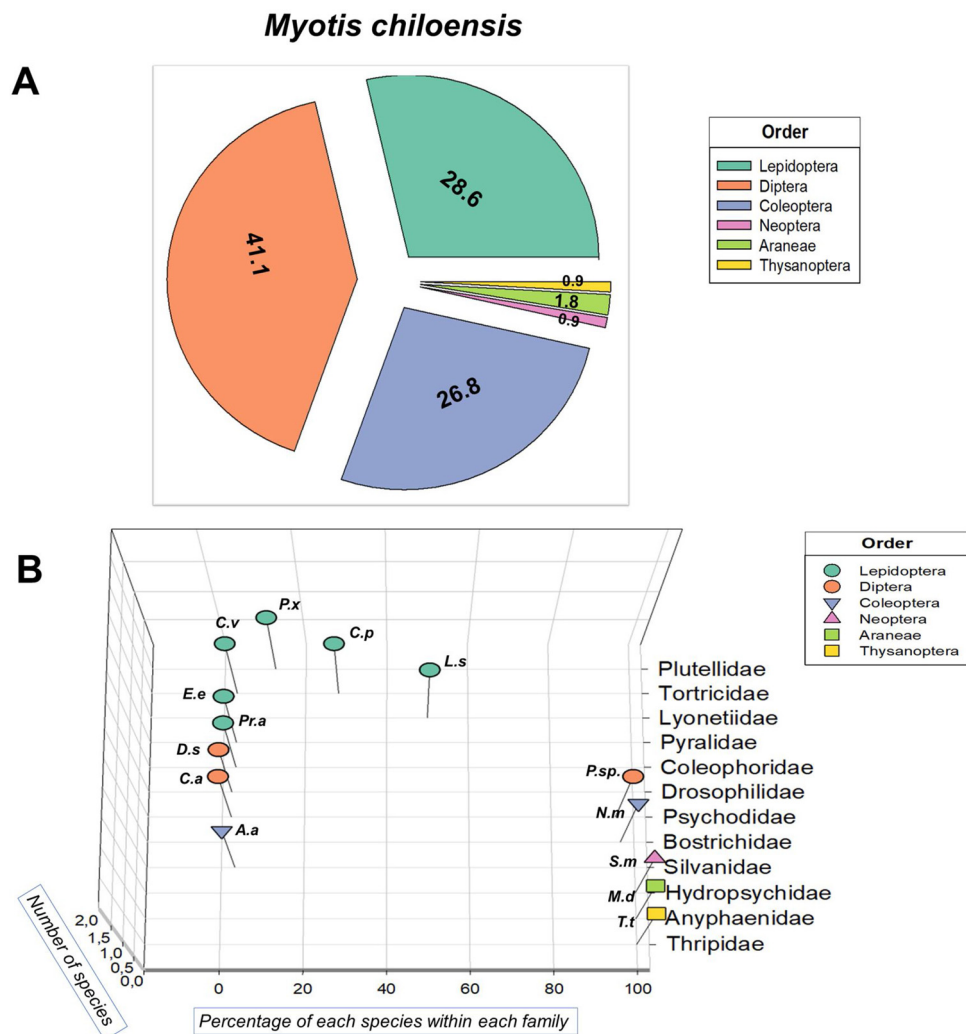 Myotis chiloensis
A
28.6
41.1
26.8
0.9
1.8
0.9
Order
Lepidoptera
Diptera
Coleoptera
Neoptera
Araneae
Thysanoptera
B
C.v
P.x
C.p
L.s
E.e
Pr.a
D.s
C.a
A.a
P.sp.
N.m
S.m
M.d
T.t
Order
Lepidoptera
Diptera
Coleoptera
Neoptera
Araneae
Thysanoptera
Plutellidae
Tortricidae
Lyonetiidae
Pyralidae
Coleophoridae
Drosophilidae
Psychodidae
Bostrichidae
Silvanidae
Hydropsychidae
Anyphaenidae
Thripidae
2,0
1,5
1,0
0,5
0,0
Number of species
0 20 40 60 80 100
Percentage of each species within each family